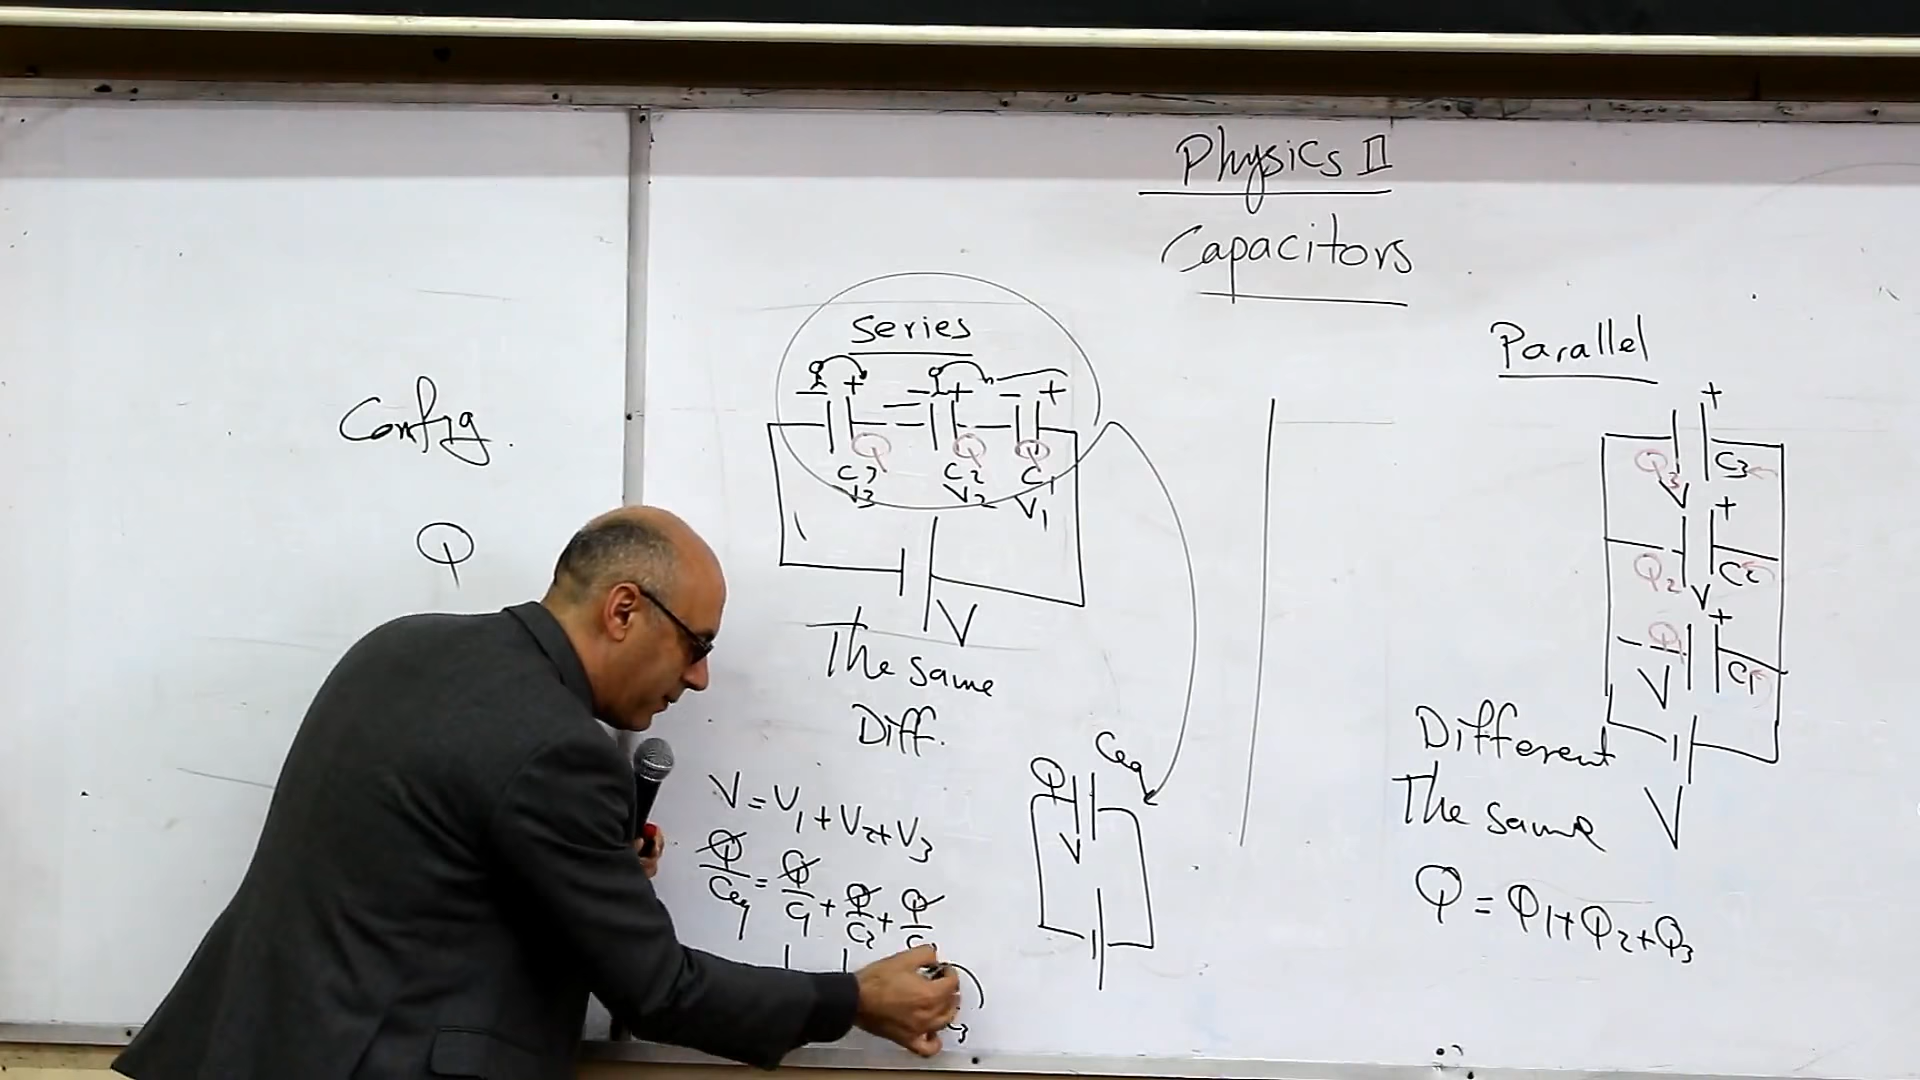 Physics II
Capacitors
Series
Parallel
Config.
- + - + - +
Q Q Q
C3 C2 C1
V3 V2 V1
V
Q
The same
Diff.
V = V1 + V2 + V3
Q/Ceq = Q/C1 + Q/C2 + Q/C
3
Ceq
Q
V
+
Q3 C3
V
+
Q2 C2
V
+
Q1 C1
V
Different
The same
V
Q = Q1 + Q2 + Q3